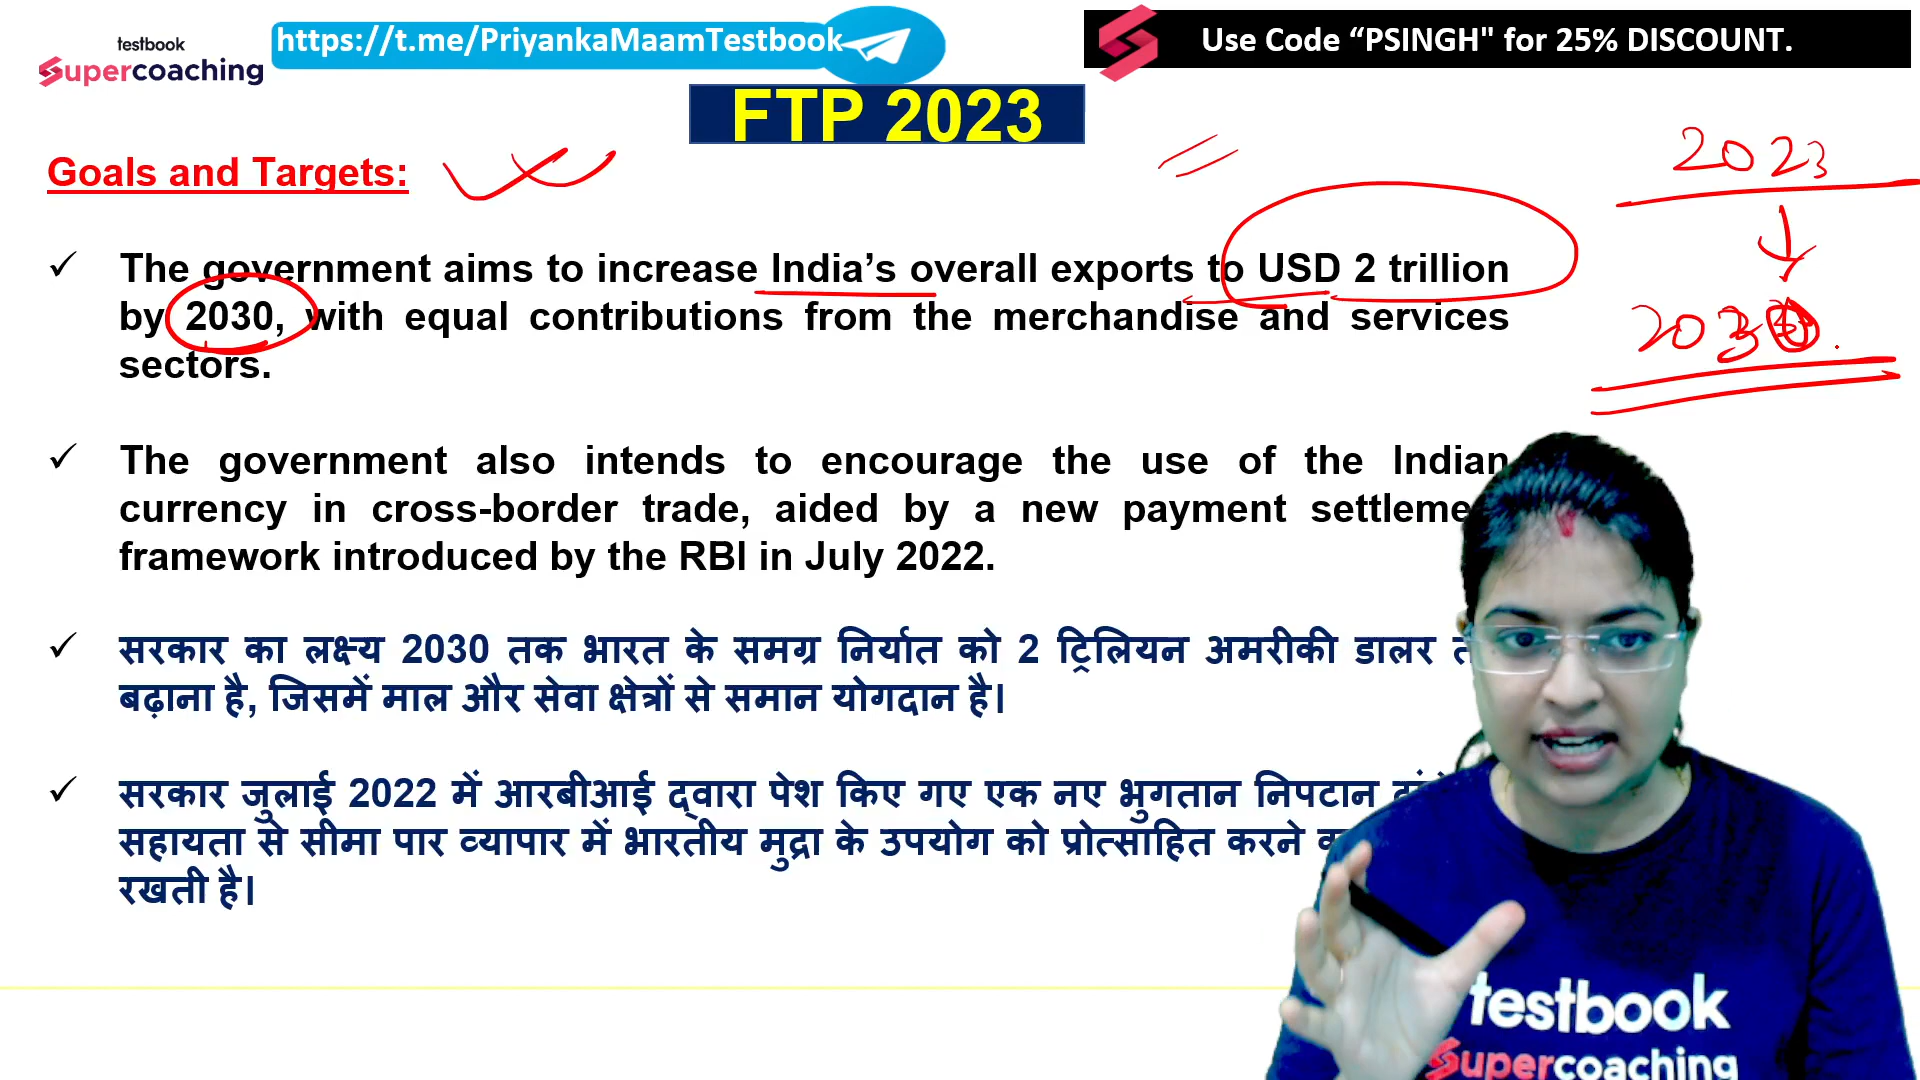 testbook
Supercoaching
https://t.me/PriyankaMaamTestbook
Use Code “PSINGH" for 25% DISCOUNT.
FTP 2023
Goals and Targets:
2023
The government aims to increase India’s overall exports to USD 2 trillion
by 2030, with equal contributions from the merchandise and services
sectors.
2030
The government also intends to encourage the use of the Indian
currency in cross-border trade, aided by a new payment
framework introduced by the RBI in July 2022.
सरकार का लक्ष्य 2030 तक भारत के समग्र निर्यात को 2 ट्रिलियन अमरीकी डालर
बढ़ाना है, जिसमें माल और सेवा क्षेत्रों से समान योगदान है।
सरकार जुलाई 2022 में आरबीआई द्वारा पेश किए गए एक नए भुगतान निपटान
सहायता से सीमा पार व्यापार में भारतीय मुद्रा के उपयोग को प्रोत्साहित करने
रखती है।
testbook
Supercoaching